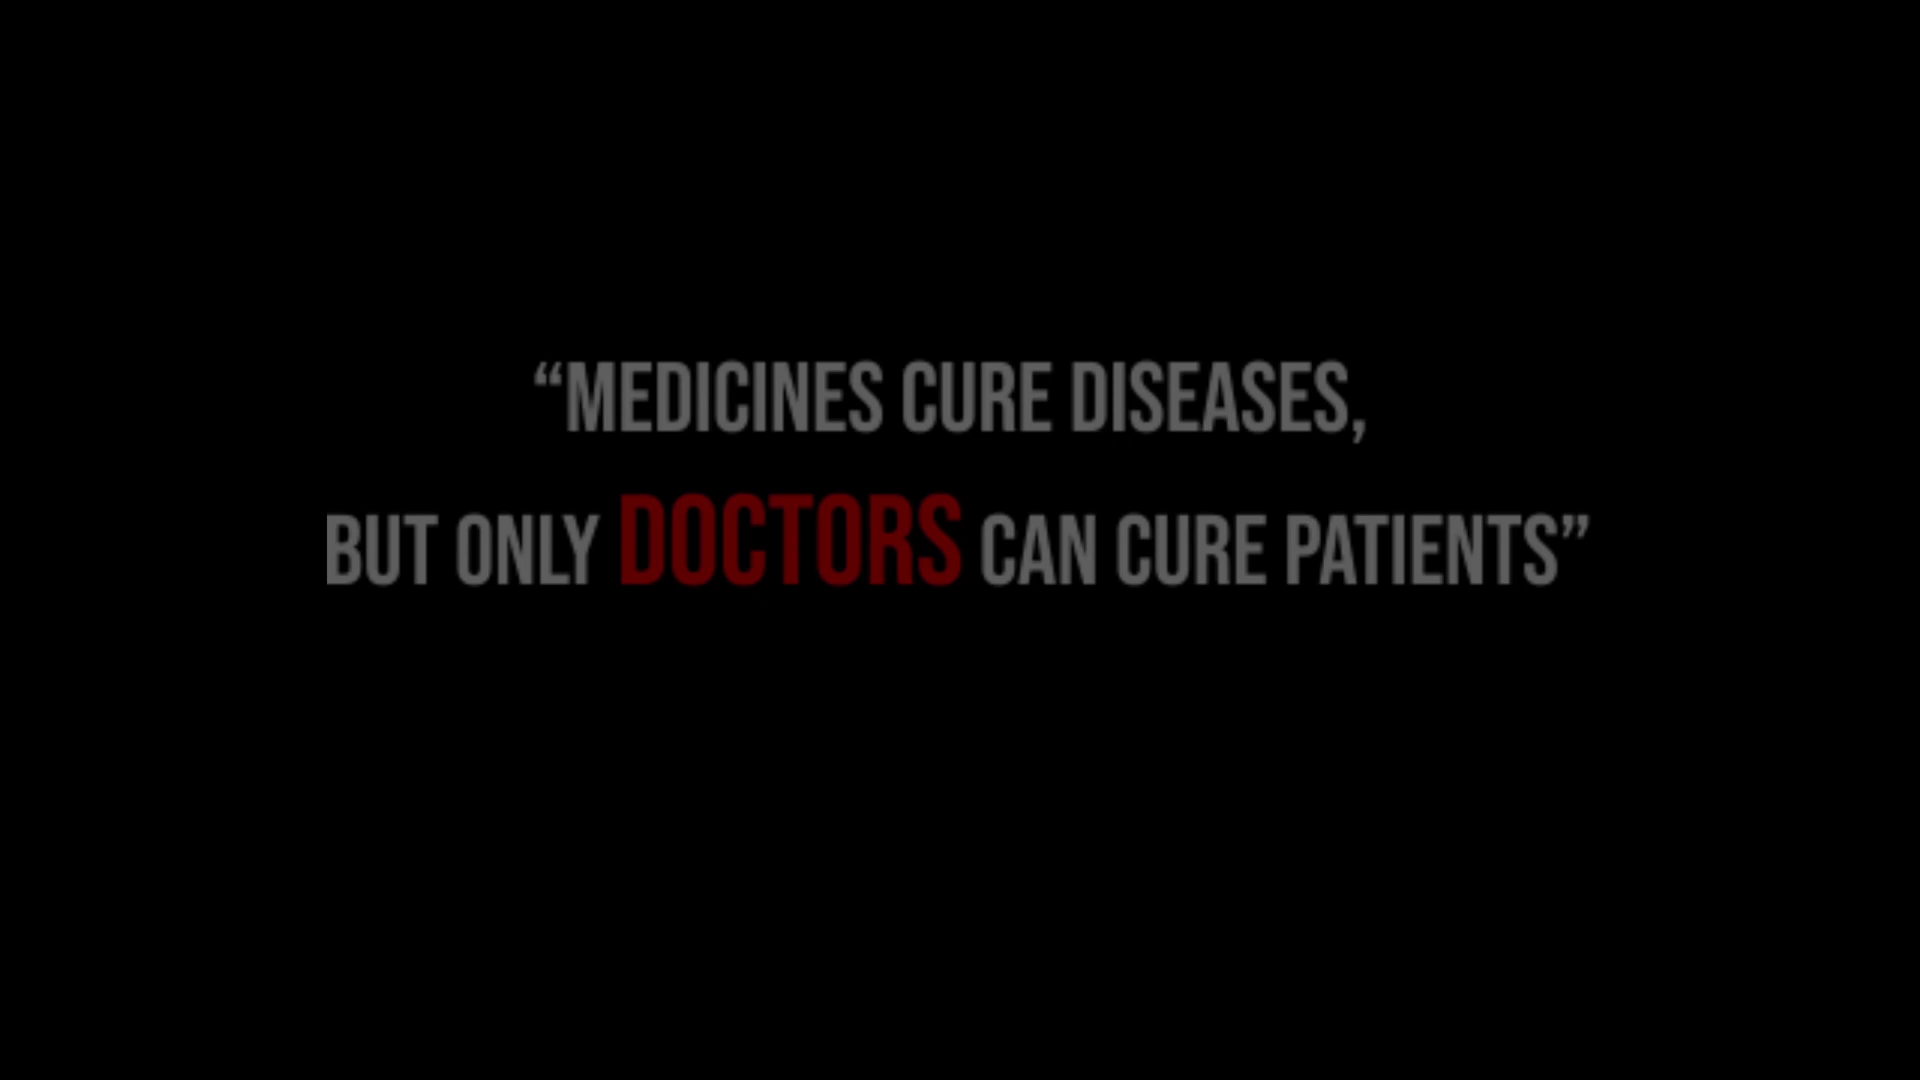 “MEDICINES CURE DISEASES,
BUT ONLY DOCTORS CAN CURE PATIENTS”